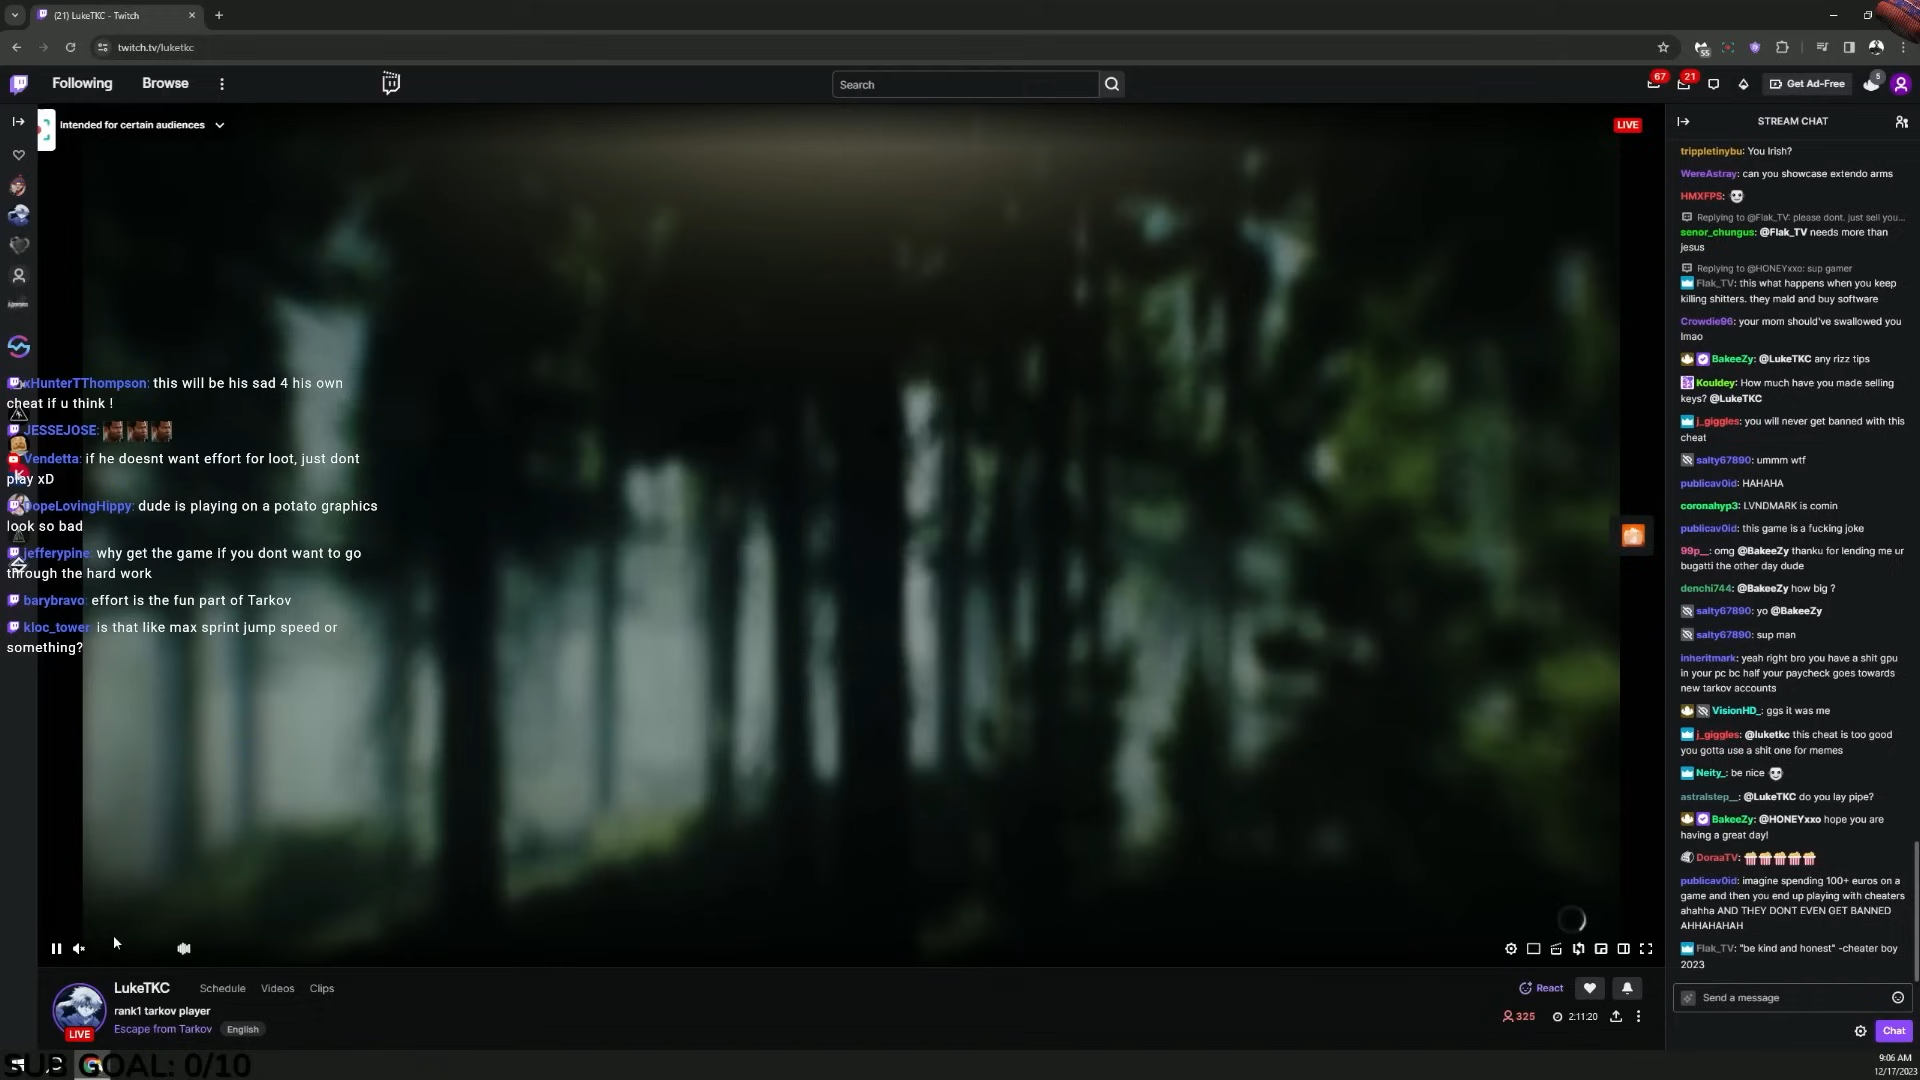 (21) LukeTKC - Twitch
twitch.tv/luketkc
55
Following
Browse
Search
67
21
Get Ad-Free
5
Intended for certain audiences
LIVE
STREAM CHAT
xHunterTThompson: this will be his sad 4 his own
cheat if u think !
JESSEJOSE:
Vendetta: if he doesnt want effort for loot, just dont
play xD
DopeLovingHippy: dude is playing on a potato graphics
look so bad
jefferypine: why get the game if you dont want to go
through the hard work
barybravo: effort is the fun part of Tarkov
kloc_tower: is that like max sprint jump speed or
something?
trippletinybu: You Irish?
WereAstray: can you showcase extendo arms
HMXFPS:
Replying to @Flak_TV: please dont. just sell you...
senor_chungus: @Flak_TV needs more than
jesus
Replying to @HONEYxxo: sup gamer
Flak_TV: this what happens when you keep
killing shitters. they mald and buy software
Crowdie96: your mom should've swallowed you
lmao
BakeeZy: @LukeTKC any rizz tips
Kouldey: How much have you made selling
keys? @LukeTKC
j_giggles: you will never get banned with this
cheat
salty67890: ummm wtf
publicav0id: HAHAHA
coronahyp3: LVNDMARK is comin
publicav0id: this game is a fucking joke
99p__: omg @BakeeZy thanku for lending me ur
bugatti the other day dude
denchi744: @BakeeZy how big ?
salty67890: yo @BakeeZy
salty67890: sup man
inheritmark: yeah right bro you have a shit gpu
in your pc bc half your paycheck goes towards
new tarkov accounts
VisionHD_: ggs it was me
j_giggles: @luketkc this cheat is too good
you gotta use a shit one for memes
Neity_: be nice
astralstep__: @LukeTKC do you lay pipe?
BakeeZy: @HONEYxxo hope you are
having a great day!
DoraaTV:
publicav0id: imagine spending 100+ euros on a
game and then you end up playing with cheaters
ahahha AND THEY DONT EVEN GET BANNED
AHHAHAHAH
Flak_TV: "be kind and honest" -cheater boy
2023
Send a message
Chat
LukeTKC
Schedule
Videos
Clips
rank1 tarkov player
Escape from Tarkov
English
LIVE
React
325
2:11:20
SUB GOAL: 0/10
9:06 AM
12/17/2023